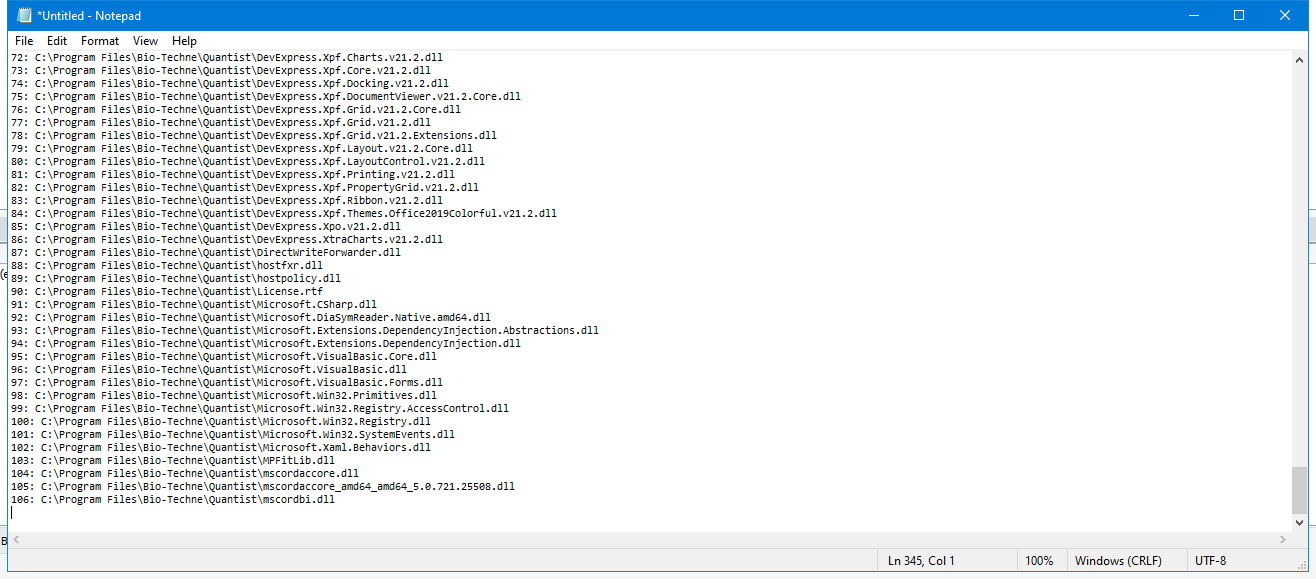 *Untitled - Notepad
File Edit Format View Help
72: C:\Program Files\Bio-Techne\Quantist\DevExpress.Xpf.Charts.v21.2.dll
73: C:\Program Files\Bio-Techne\Quantist\DevExpress.Xpf.Core.v21.2.dll
74: C:\Program Files\Bio-Techne\Quantist\DevExpress.Xpf.Docking.v21.2.dll
75: C:\Program Files\Bio-Techne\Quantist\DevExpress.Xpf.DocumentViewer.v21.2.Core.dll
76: C:\Program Files\Bio-Techne\Quantist\DevExpress.Xpf.Grid.v21.2.Core.dll
77: C:\Program Files\Bio-Techne\Quantist\DevExpress.Xpf.Grid.v21.2.dll
78: C:\Program Files\Bio-Techne\Quantist\DevExpress.Xpf.Grid.v21.2.Extensions.dll
79: C:\Program Files\Bio-Techne\Quantist\DevExpress.Xpf.Layout.v21.2.Core.dll
80: C:\Program Files\Bio-Techne\Quantist\DevExpress.Xpf.LayoutControl.v21.2.dll
81: C:\Program Files\Bio-Techne\Quantist\DevExpress.Xpf.Printing.v21.2.dll
82: C:\Program Files\Bio-Techne\Quantist\DevExpress.Xpf.PropertyGrid.v21.2.dll
83: C:\Program Files\Bio-Techne\Quantist\DevExpress.Xpf.Ribbon.v21.2.dll
84: C:\Program Files\Bio-Techne\Quantist\DevExpress.Xpf.Themes.Office2019Colorful.v21.2.dll
85: C:\Program Files\Bio-Techne\Quantist\DevExpress.Xpo.v21.2.dll
86: C:\Program Files\Bio-Techne\Quantist\DevExpress.XtraCharts.v21.2.dll
87: C:\Program Files\Bio-Techne\Quantist\DirectWriteForwarder.dll
88: C:\Program Files\Bio-Techne\Quantist\hostfxr.dll
89: C:\Program Files\Bio-Techne\Quantist\hostpolicy.dll
90: C:\Program Files\Bio-Techne\Quantist\License.rtf
91: C:\Program Files\Bio-Techne\Quantist\Microsoft.CSharp.dll
92: C:\Program Files\Bio-Techne\Quantist\Microsoft.DiaSymReader.Native.amd64.dll
93: C:\Program Files\Bio-Techne\Quantist\Microsoft.Extensions.DependencyInjection.Abstractions.dll
94: C:\Program Files\Bio-Techne\Quantist\Microsoft.Extensions.DependencyInjection.dll
95: C:\Program Files\Bio-Techne\Quantist\Microsoft.VisualBasic.Core.dll
96: C:\Program Files\Bio-Techne\Quantist\Microsoft.VisualBasic.dll
97: C:\Program Files\Bio-Techne\Quantist\Microsoft.VisualBasic.Forms.dll
98: C:\Program Files\Bio-Techne\Quantist\Microsoft.Win32.Primitives.dll
99: C:\Program Files\Bio-Techne\Quantist\Microsoft.Win32.Registry.AccessControl.dll
100: C:\Program Files\Bio-Techne\Quantist\Microsoft.Win32.Registry.dll
101: C:\Program Files\Bio-Techne\Quantist\Microsoft.Win32.SystemEvents.dll
102: C:\Program Files\Bio-Techne\Quantist\Microsoft.Xaml.Behaviors.dll
103: C:\Program Files\Bio-Techne\Quantist\MPFitLib.dll
104: C:\Program Files\Bio-Techne\Quantist\mscordaccore.dll
105: C:\Program Files\Bio-Techne\Quantist\mscordaccore_amd64_amd64_5.0.721.25508.dll
106: C:\Program Files\Bio-Techne\Quantist\mscordbi.dll
Ln 345, Col 1 100% Windows (CRLF) UTF-8